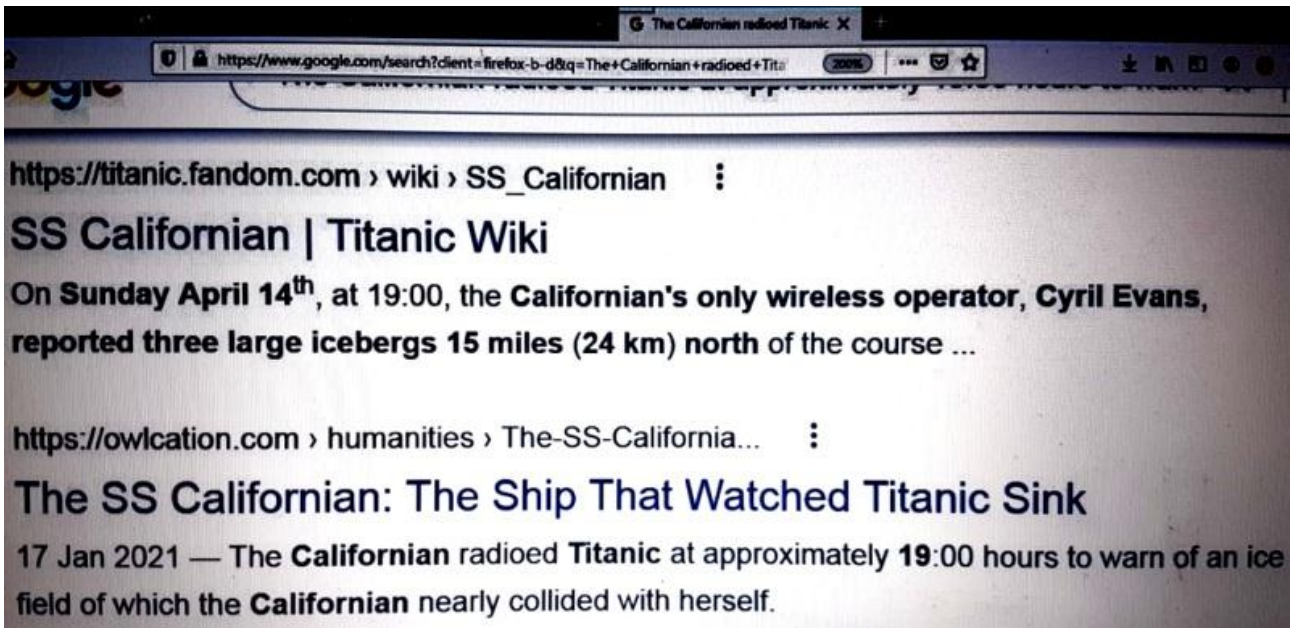 The Californian radioed Titanic
https://www.google.com/search?client=firefox-b-d&q=The+Californian+radioed+Tita
200%
https://titanic.fandom.com › wiki › SS_Californian
SS Californian | Titanic Wiki
On Sunday April 14th, at 19:00, the Californian's only wireless operator, Cyril Evans,
reported three large icebergs 15 miles (24 km) north of the course ...
https://owlcation.com › humanities › The-SS-California...
The SS Californian: The Ship That Watched Titanic Sink
17 Jan 2021 — The Californian radioed Titanic at approximately 19:00 hours to warn of an ice
field of which the Californian nearly collided with herself.